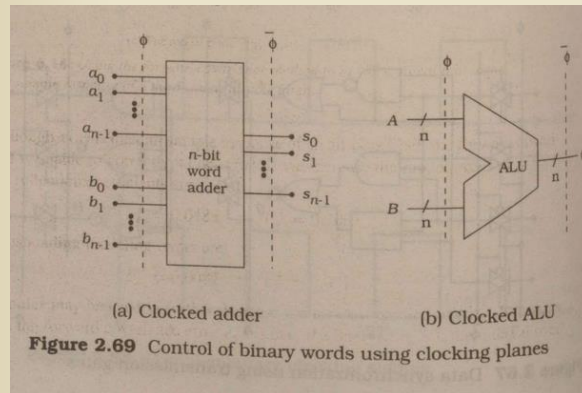 ϕ
ϕ̄
a0
a1
an-1
b0
b1
bn-1
n-bit
word
adder
s0
s1
sn-1
ϕ
ϕ̄
A
n
B
n
ALU
n
(a) Clocked adder
(b) Clocked ALU
Figure 2.69 Control of binary words using clocking planes